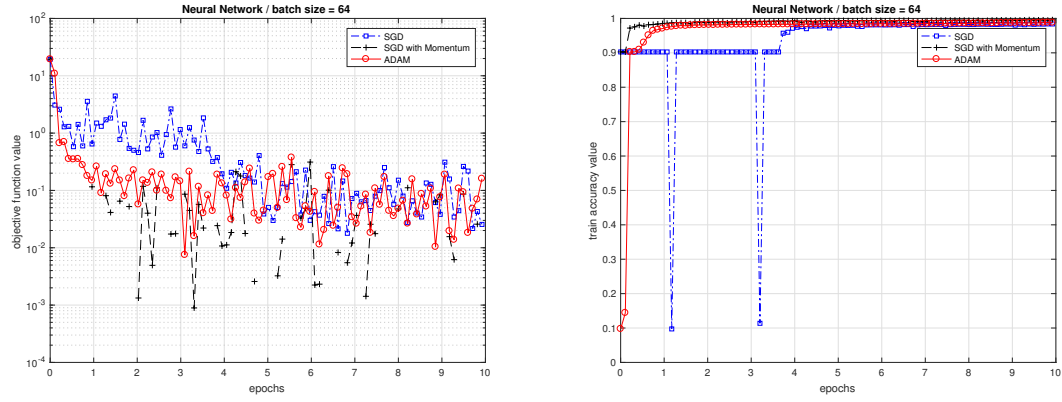 Neural Network / batch size = 64
10^2
10^1
10^0
10^-1
10^-2
10^-3
10^-4
objective function value
0 1 2 3 4 5 6 7 8 9 10
epochs
SGD
SGD with Momentum
ADAM
Neural Network / batch size = 64
1
0.9
0.8
0.7
0.6
0.5
0.4
0.3
0.2
0.10
0
train accuracy value
0 1 2 3 4 5 6 7 8 9 10
epochs
SGD
SGD with Momentum
ADAM